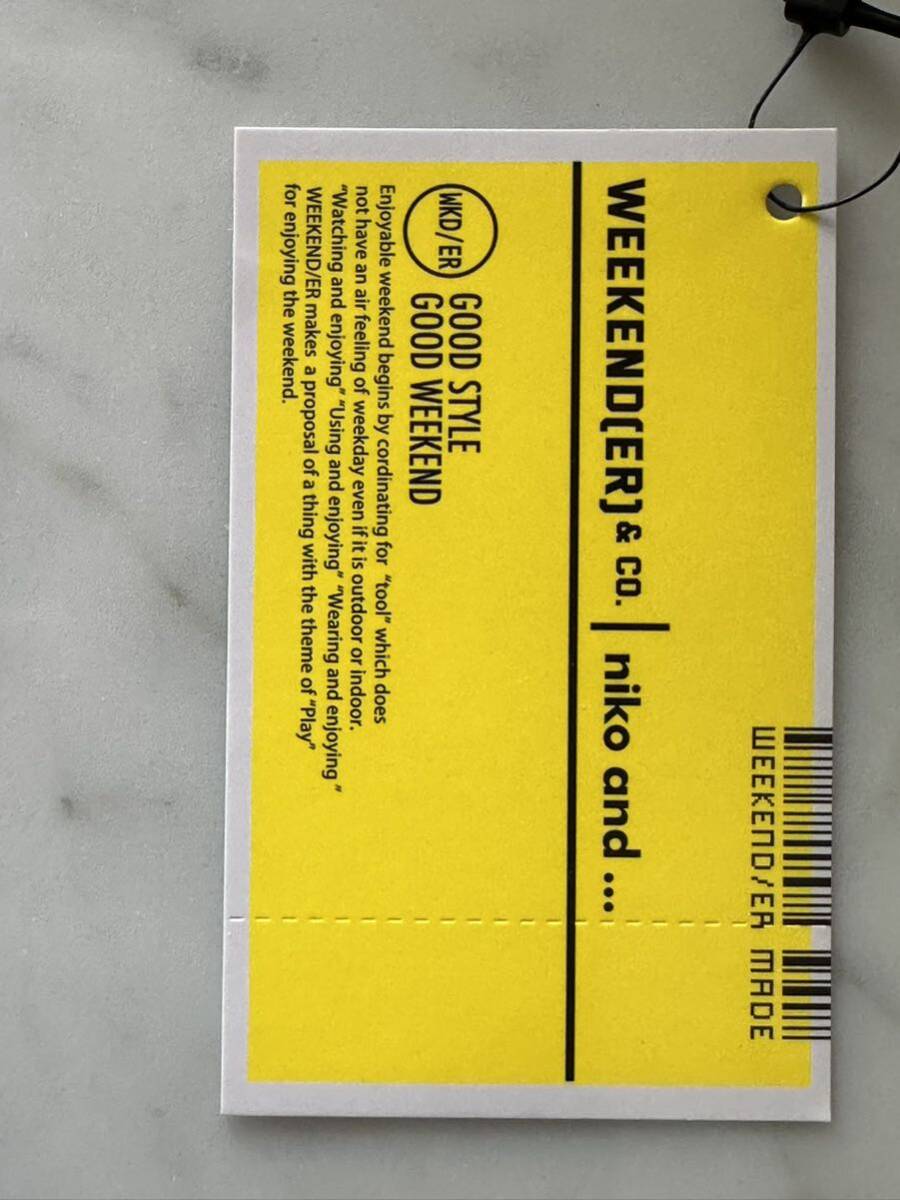 WEEKEND/ER MADE
WEEKEND[ER] & CO. | niko and ...
WKD/ER
GOOD STYLE
GOOD WEEKEND
Enjoyable weekend begins by cordinating for "tool" which does
not have an air feeling of weekday even if it is outdoor or indoor.
"Watching and enjoying" "Using and enjoying" "Wearing and enjoying"
WEEKEND/ER makes a proposal of a thing with the theme of "Play"
for enjoying the weekend.